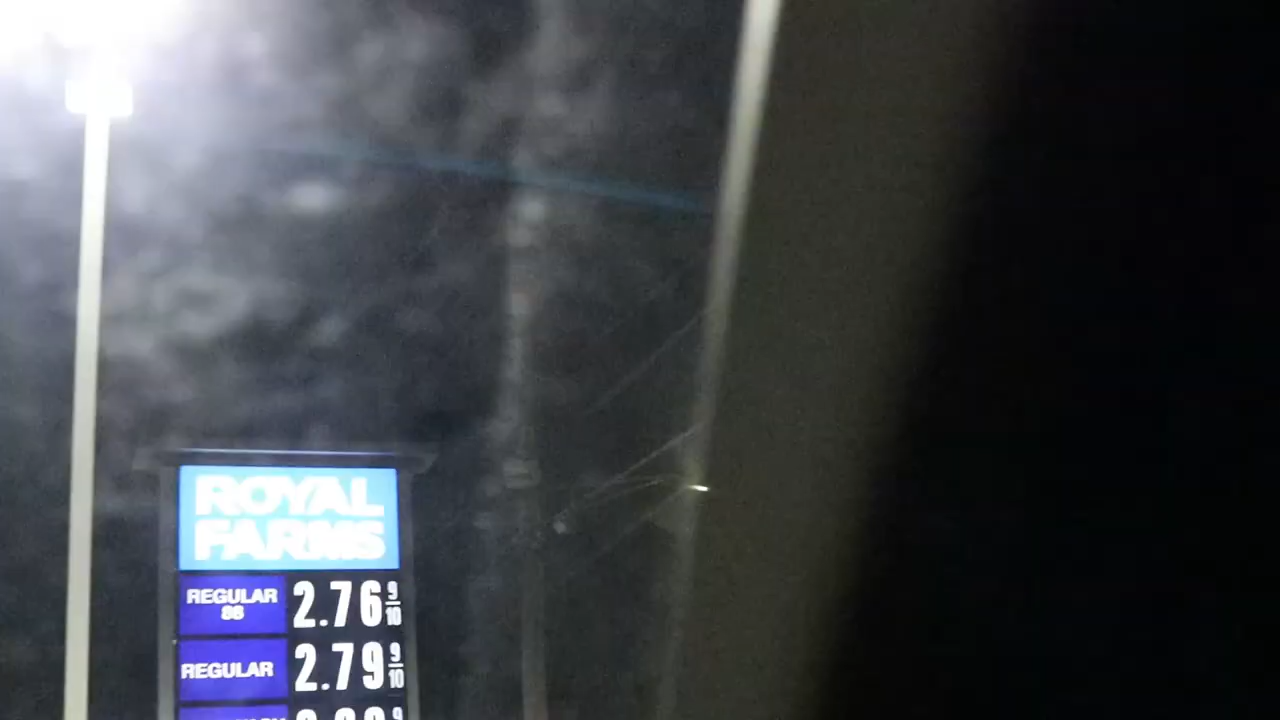 ROYAL
FARMS
REGULAR 2.76 9/10
88
REGULAR 2.79 9/10